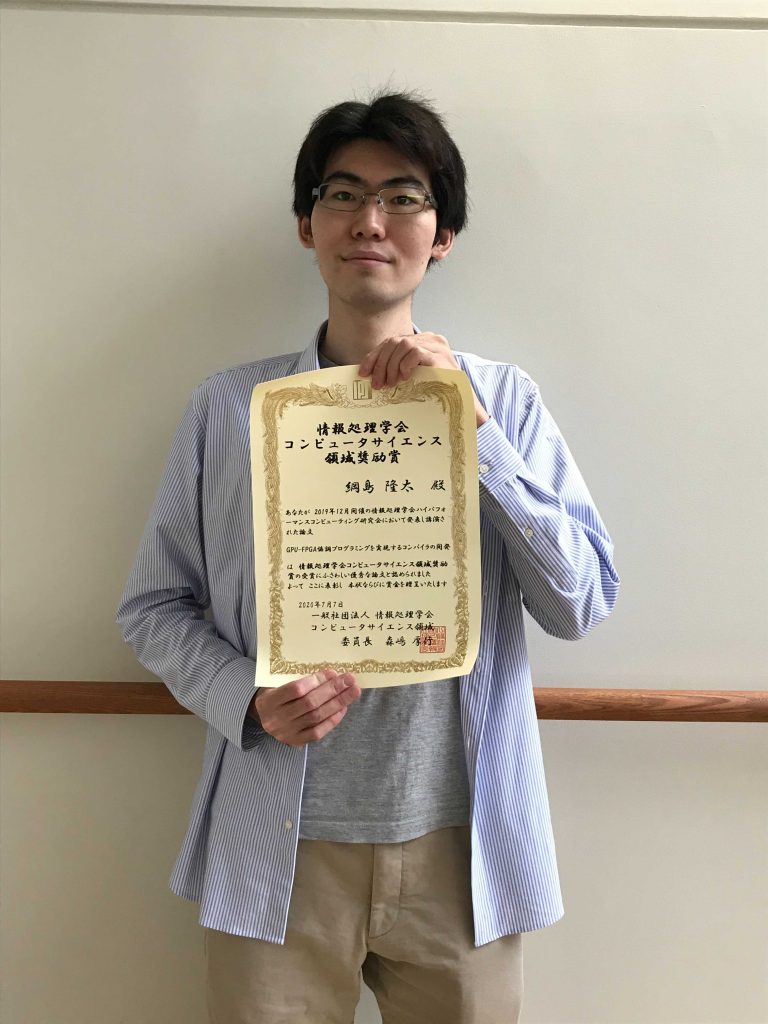 情報処理学会
コンピュータサイエンス
領域奨励賞
綱島 隆太 殿
あなたが 2019年12月開催の情報処理学会ハイパフォ
ーマンスコンピューティング研究会において発表し講演さ
れた論文
GPU-FPGA協調プログラミングを実現するコンパイラの開発
は 情報処理学会コンピュータサイエンス領域奨励
賞の受賞にふさわしい優秀な論文と認められました
よって ここに表彰し 本状ならびに賞金を贈呈いたします
2020年7月7日
一般社団法人 情報処理学会
コンピュータサイエンス領域
委員長 森嶋 厚行